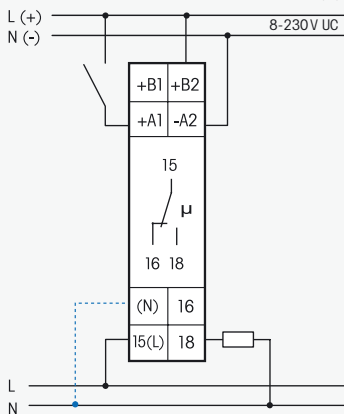 L (+)
N (-)
8-230 V UC
+B1 +B2
+A1 -A2
15
µ
16 18
(N) 16
15(L) 18
L
N